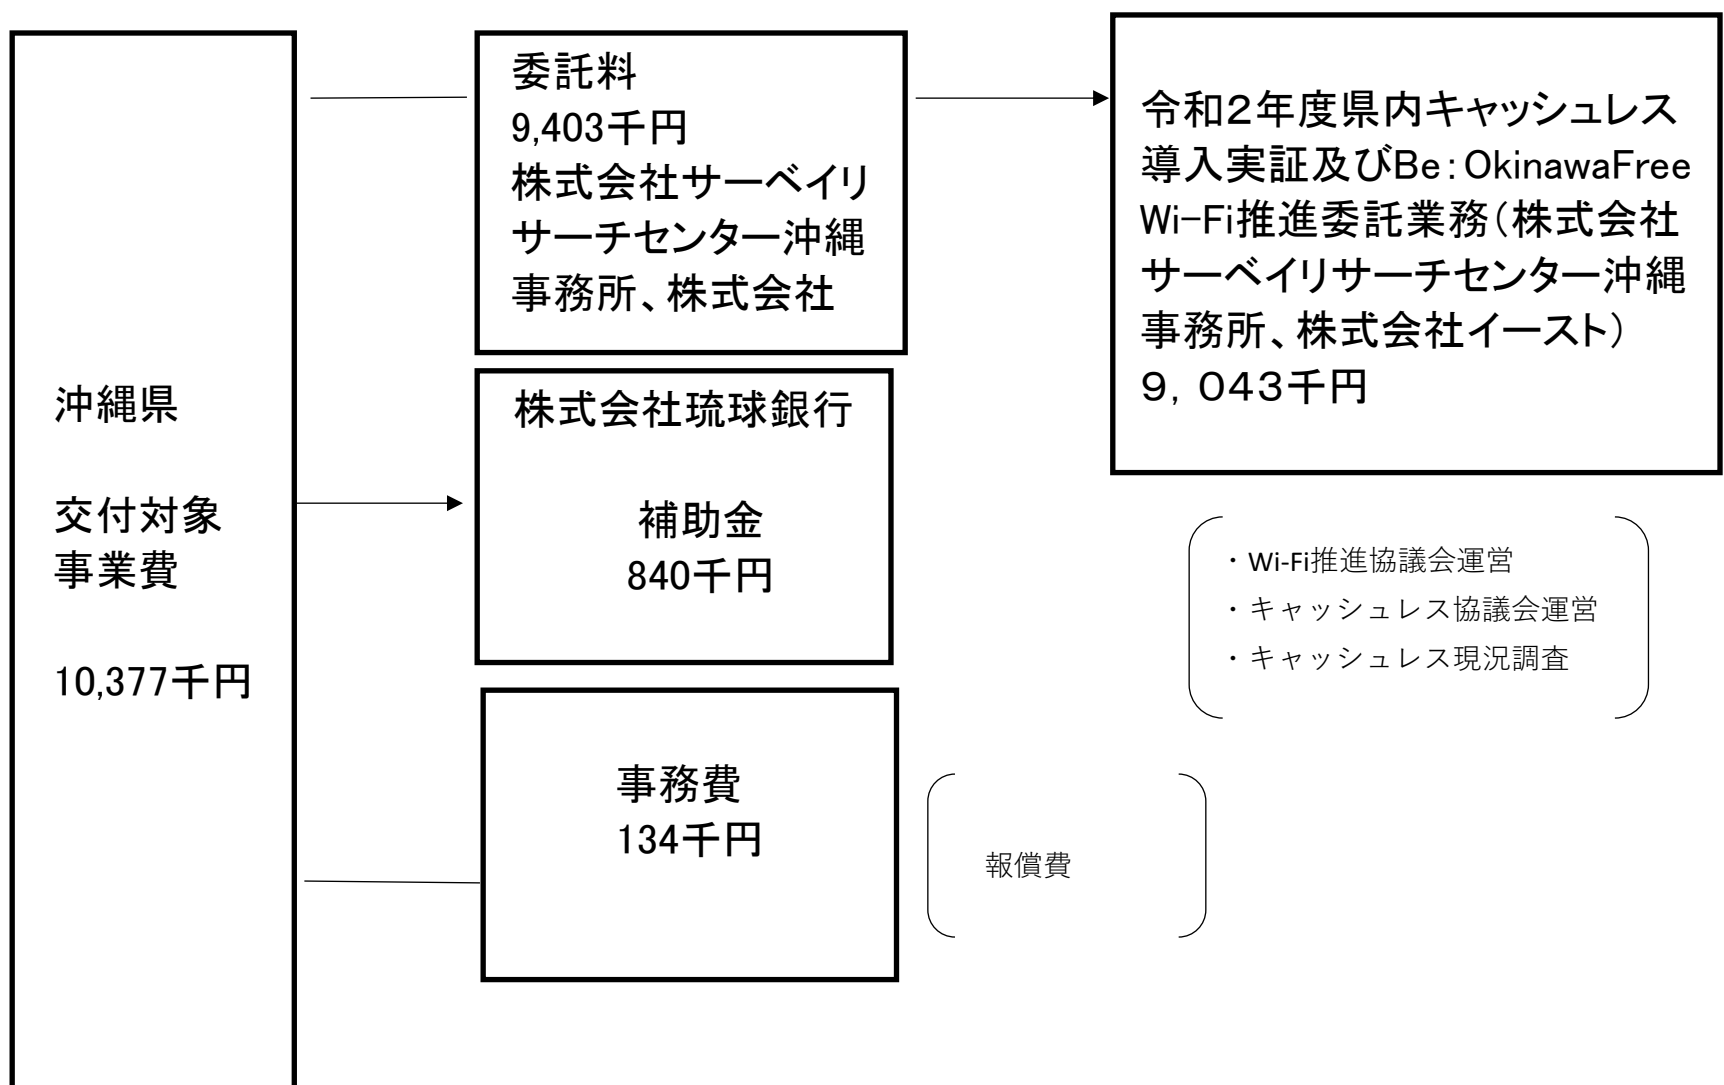 沖縄県
交付対象
事業費
10,377千円
委託料
9,403千円
株式会社サーベイリ
サーチセンター沖縄
事務所、株式会社
株式会社琉球銀行
補助金
840千円
事務費
134千円
令和２年度県内キャッシュレス
導入実証及びBe：OkinawaFree
Wi-Fi推進委託業務（株式会社
サーベイリサーチセンター沖縄
事務所、株式会社イースト）
９，０４３千円
・Wi-Fi推進協議会運営
・キャッシュレス協議会運営
・キャッシュレス現況調査
報償費